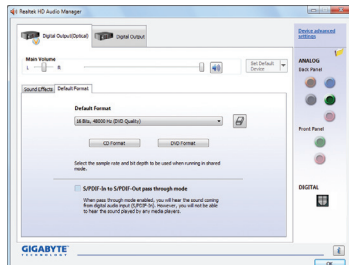 Realtek HD Audio Manager
Digital Output(Optical)
Digital Output
Device advanced
settings
Main Volume
L
R
Set Default
Device
ANALOG
Back Panel
Sound Effects
Default Format
Default Format
16 Bits, 48000 Hz (DVD Quality)
CD Format
DVD Format
Select the sample rate and bit depth to be used when running in shared
mode.
Front Panel
S/PDIF-In to S/PDIF-Out pass through mode
When pass through mode enabled, you will hear the sound coming
from digital audio input (S/PDIF In). However, you will not be able
to hear the sound played by any media players.
DIGITAL
GIGABYTE
TECHNOLOGY
OK